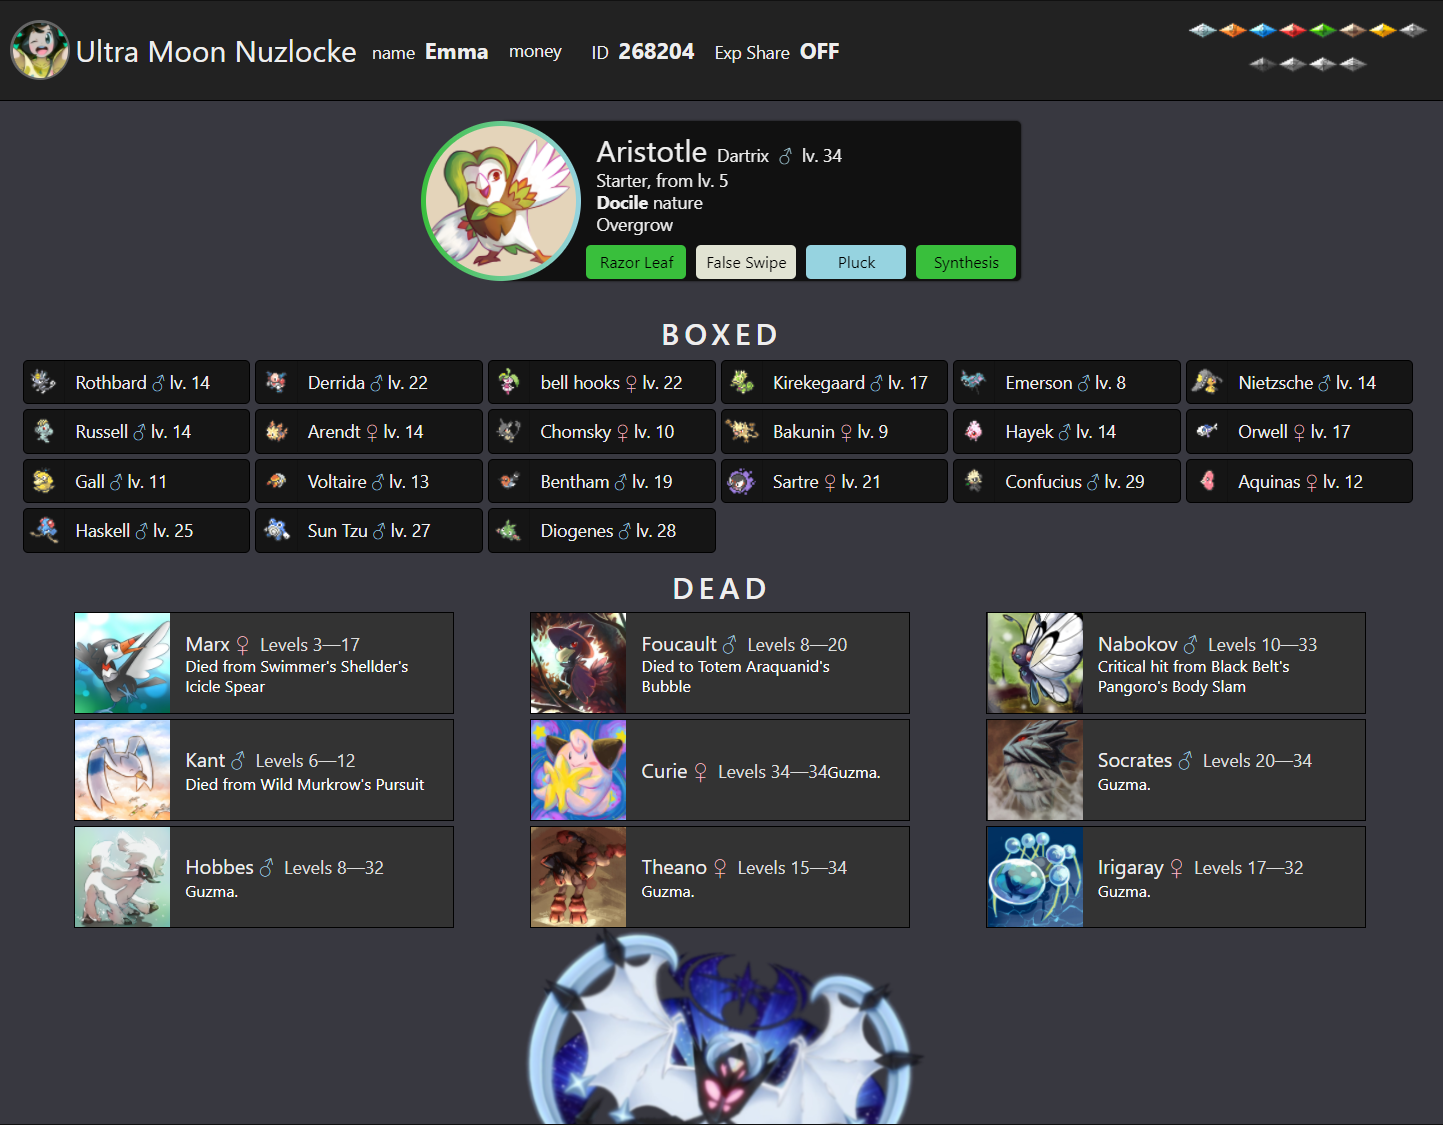 Ultra Moon Nuzlocke name Emma money ID 268204 Exp Share OFF
Aristotle Dartrix ♂ lv. 34
Starter, from lv. 5
Docile nature
Overgrow
Razor Leaf False Swipe Pluck Synthesis
BOXED
Rothbard ♂ lv. 14 Derrida ♂ lv. 22 bell hooks ♀ lv. 22 Kirekegaard ♂ lv. 17 Emerson ♂ lv. 8 Nietzsche ♂ lv. 14
Russell ♂ lv. 14 Arendt ♀ lv. 14 Chomsky ♀ lv. 10 Bakunin ♀ lv. 9 Hayek ♂ lv. 14 Orwell ♀ lv. 17
Gall ♂ lv. 11 Voltaire ♂ lv. 13 Bentham ♂ lv. 19 Sartre ♀ lv. 21 Confucius ♂ lv. 29 Aquinas ♀ lv. 12
Haskell ♂ lv. 25 Sun Tzu ♂ lv. 27 Diogenes ♂ lv. 28
DEAD
Marx ♀ Levels 3—17
Died from Swimmer's Shellder's
Icicle Spear
Foucault ♂ Levels 8—20
Died to Totem Araquanid's
Bubble
Nabokov ♂ Levels 10—33
Critical hit from Black Belt's
Pangoro's Body Slam
Kant ♂ Levels 6—12
Died from Wild Murkrow's Pursuit
Curie ♀ Levels 34—34Guzma.
Socrates ♂ Levels 20—34
Guzma.
Hobbes ♂ Levels 8—32
Guzma.
Theano ♀ Levels 15—34
Guzma.
Irigaray ♀ Levels 17—32
Guzma.